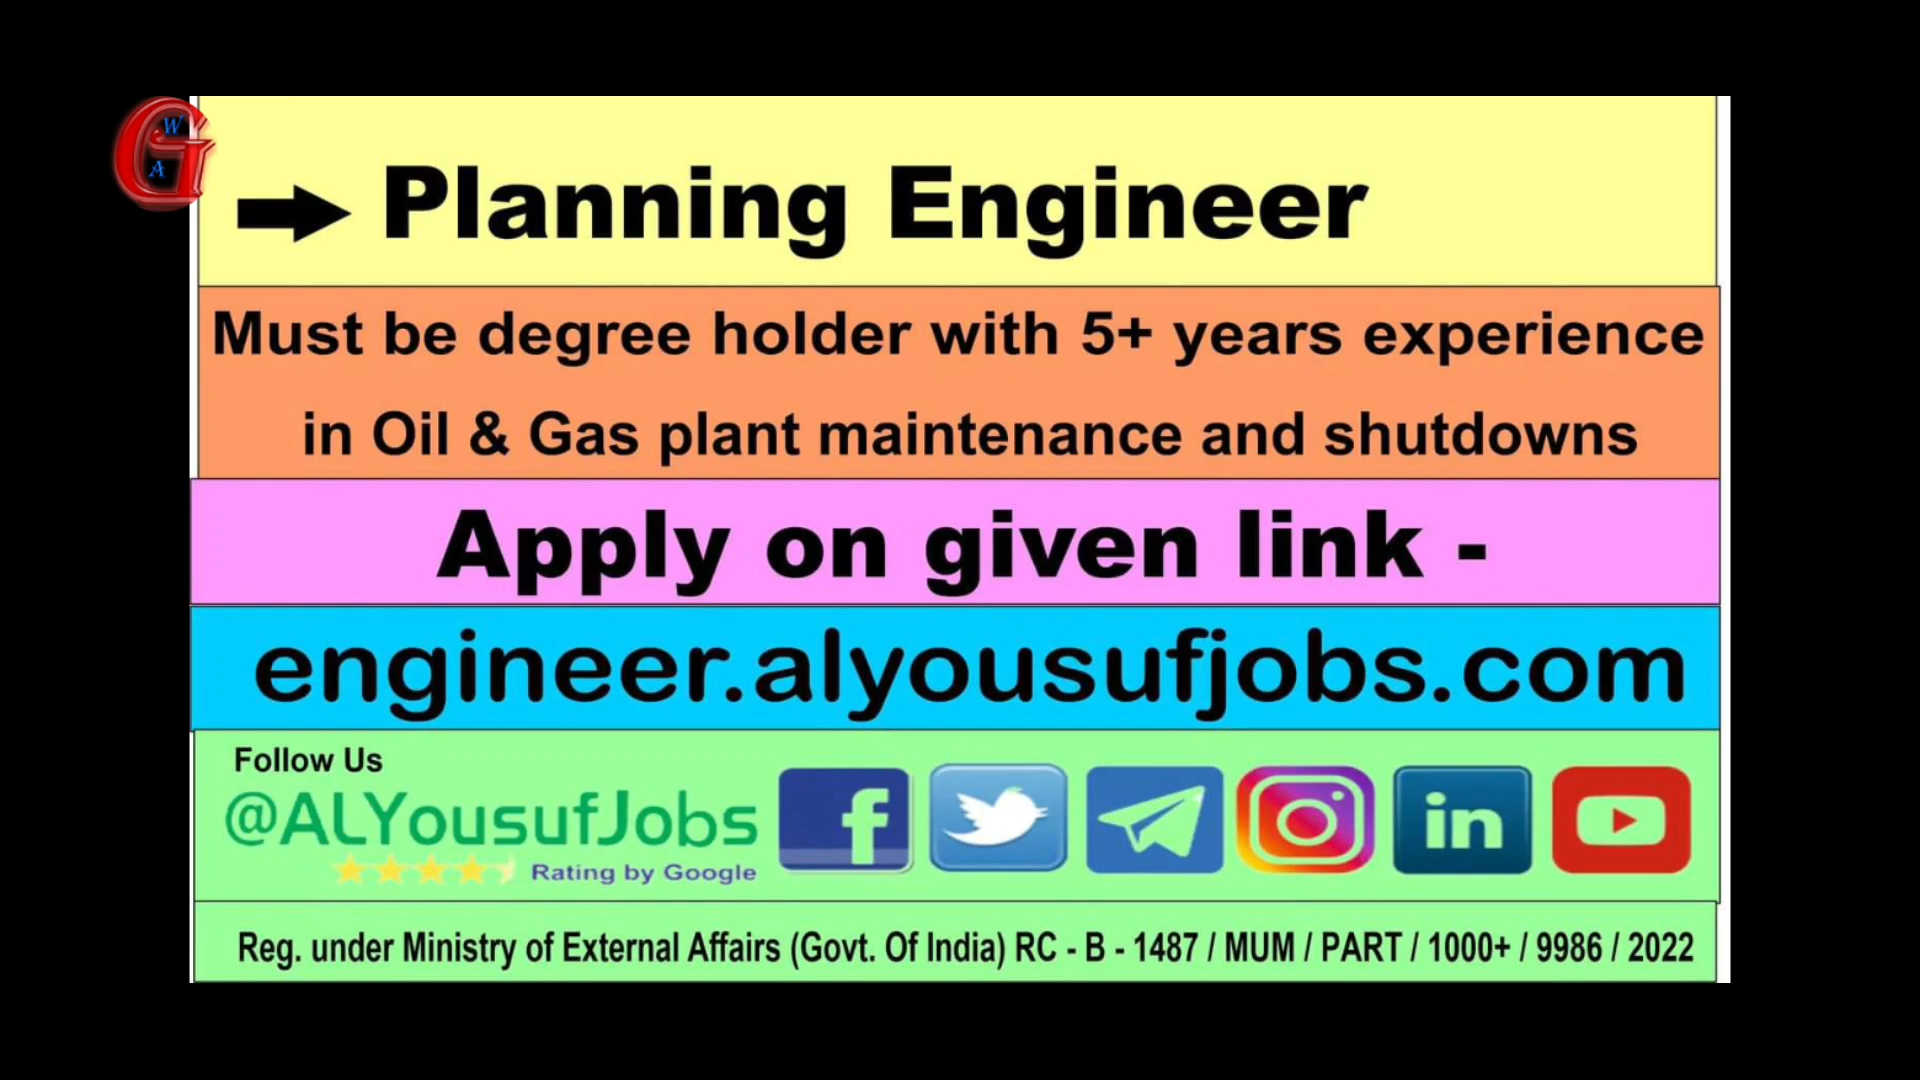 G
W
A
Planning Engineer
Must be degree holder with 5+ years experience
in Oil & Gas plant maintenance and shutdowns
Apply on given link -
engineer.alyousufjobs.com
Follow Us
@ALYousufJobs
Rating by Google
f
in
Reg. under Ministry of External Affairs (Govt. Of India) RC - B - 1487 / MUM / PART / 1000+ / 9986 / 2022